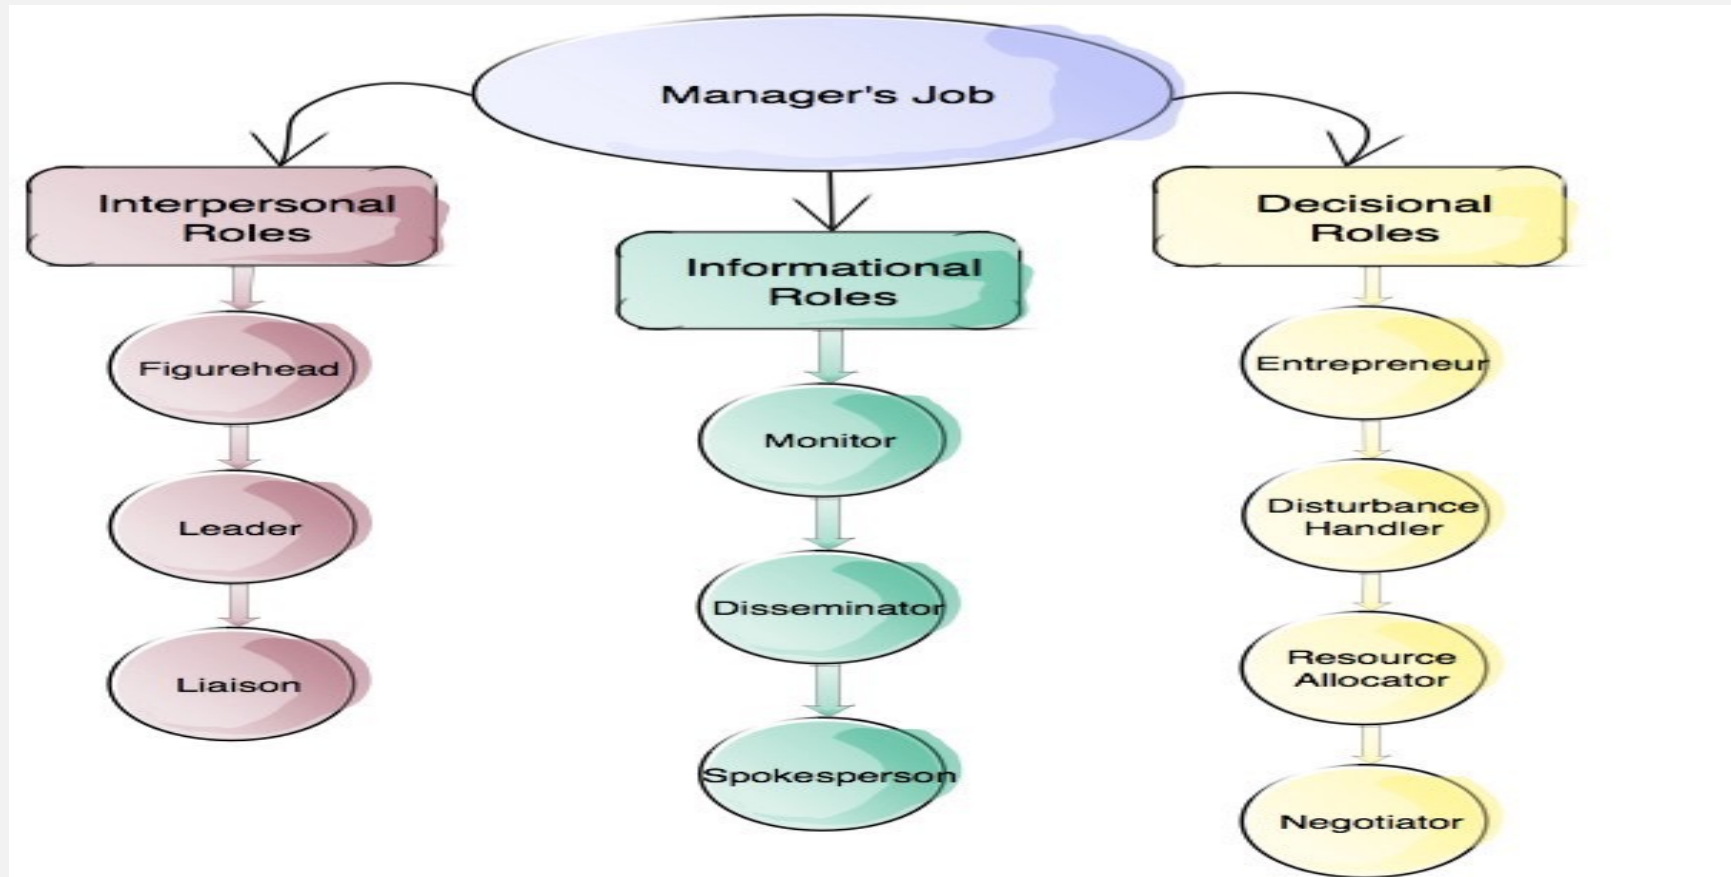 Manager's Job
Interpersonal
Roles
Figurehead
Leader
Liaison
Informational
Roles
Monitor
Disseminator
Spokesperson
Decisional
Roles
Entrepreneur
Disturbance
Handler
Resource
Allocator
Negotiator